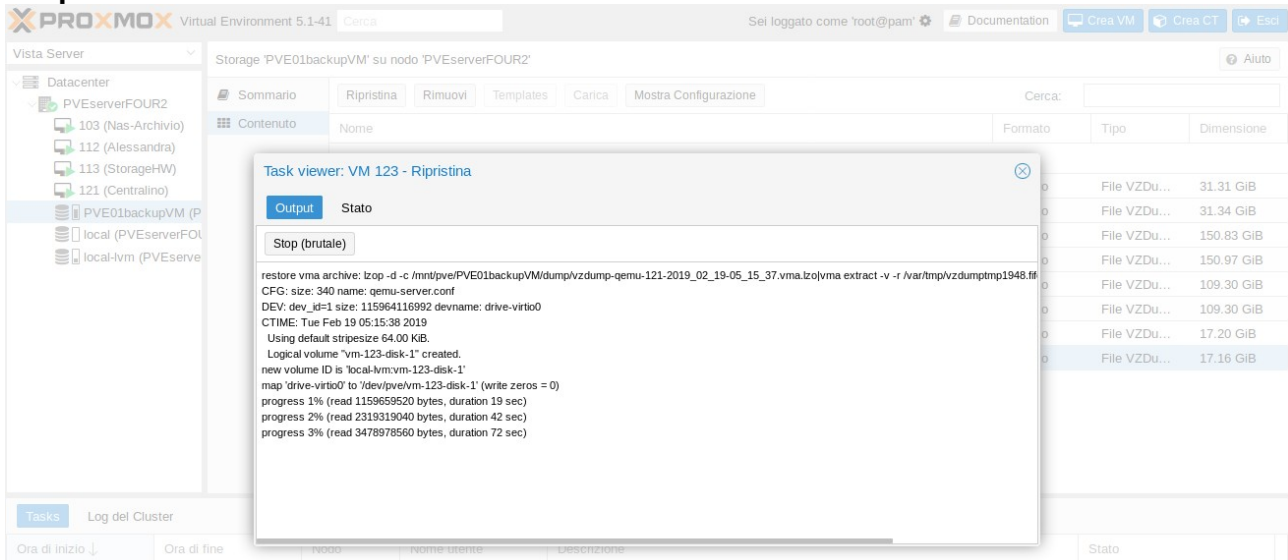 PROXMOX Virtual Environment 5.1-41 Cerca Sei loggato come 'root@pam' Documentation Crea VM Crea CT Esci
Vista Server
Storage 'PVE01backupVM' su nodo 'PVEserverFOUR2' Aiuto
Datacenter
PVEserverFOUR2
103 (Nas-Archivio)
112 (Alessandra)
113 (StorageHW)
121 (Centralino)
PVE01backupVM (P
local (PVEserverFOU
local-lvm (PVEserve
Sommario
Contenuto
Ripristina Rimuovi Templates Carica Mostra Configurazione Cerca:
Nome Formato Tipo Dimensione
o File VZDu... 31.31 GiB
o File VZDu... 31.34 GiB
o File VZDu... 150.83 GiB
o File VZDu... 150.97 GiB
o File VZDu... 109.30 GiB
o File VZDu... 109.30 GiB
o File VZDu... 17.20 GiB
o File VZDu... 17.16 GiB
Task viewer: VM 123 - Ripristina
Output Stato
Stop (brutale)
restore vma archive: lzop -d -c /mnt/pve/PVE01backupVM/dump/vzdump-qemu-121-2019_02_19-05_15_37.vma.lzo|vma extract -v -r /var/tmp/vzdumptmp1948.fif
CFG: size: 340 name: qemu-server.conf
DEV: dev_id=1 size: 115964116992 devname: drive-virtio0
CTIME: Tue Feb 19 05:15:38 2019
Using default stripesize 64.00 KiB.
Logical volume "vm-123-disk-1" created.
new volume ID is 'local-lvm:vm-123-disk-1'
map 'drive-virtio0' to '/dev/pve/vm-123-disk-1' (write zeros = 0)
progress 1% (read 1159659520 bytes, duration 19 sec)
progress 2% (read 2319319040 bytes, duration 42 sec)
progress 3% (read 3478978560 bytes, duration 72 sec)
Tasks Log del Cluster
Ora di inizio Ora di fine Nodo Nome utente Descrizione Stato